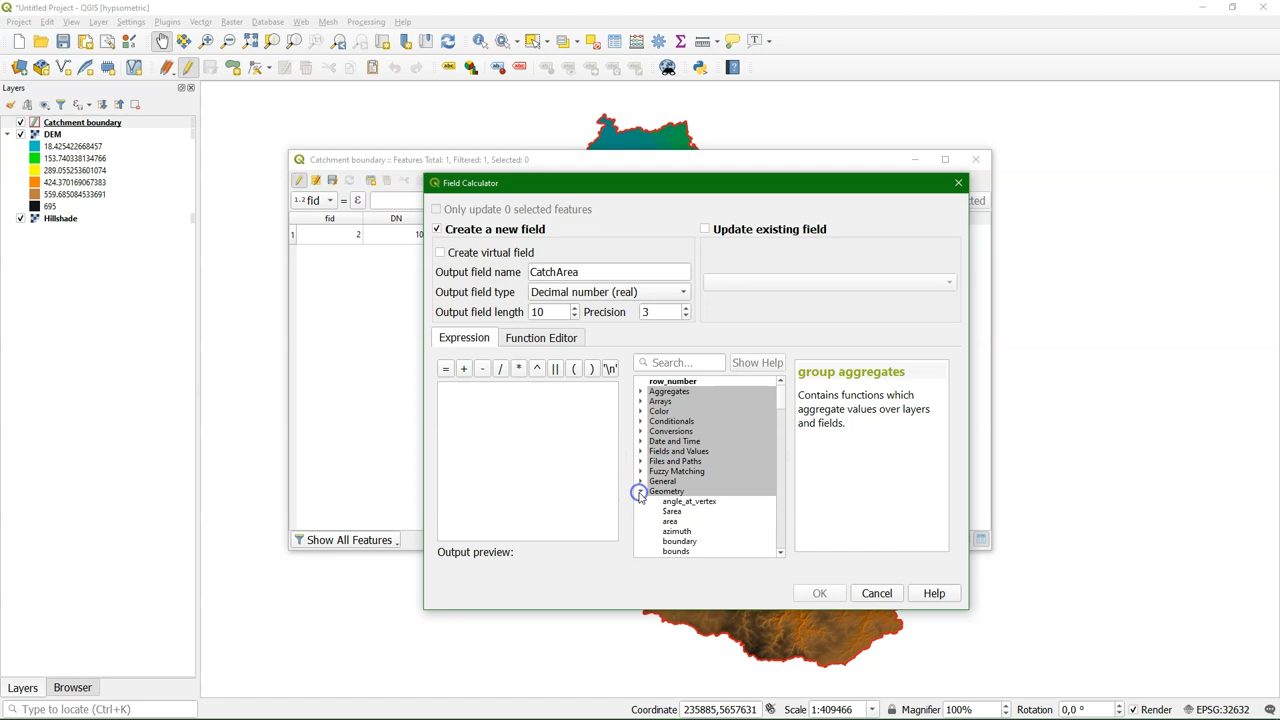 *Untitled Project - QGIS [hypsometric]
Project Edit View Layer Settings Plugins Vector Raster Database Web Mesh Processing Help
Layers
Catchment boundary
DEM
18.425422668457
153.740338134766
289.055253601074
424.370169067383
559.685084533691
695
Hillshade
Catchment boundary :: Features Total: 1, Filtered: 1, Selected: 0
1.2 fid = ε
fid DN
1 2 10
Show All Features
Field Calculator
Only update 0 selected features
Create a new field
Update existing field
Create virtual field
Output field name CatchArea
Output field type Decimal number (real)
Output field length 10 Precision 3
Expression Function Editor
= + - / * ^ || ( ) '\n'
Search... Show Help
row_number
Aggregates
Arrays
Color
Conditionals
Conversions
Date and Time
Fields and Values
Files and Paths
Fuzzy Matching
General
Geometry
angle_at_vertex
$area
area
azimuth
boundary
bounds
group aggregates
Contains functions which
aggregate values over layers
and fields.
Output preview:
OK Cancel Help
Layers Browser
Type to locate (Ctrl+K)
Coordinate 235885,5657631 Scale 1:409466 Magnifier 100% Rotation 0,0 ° Render EPSG:32632